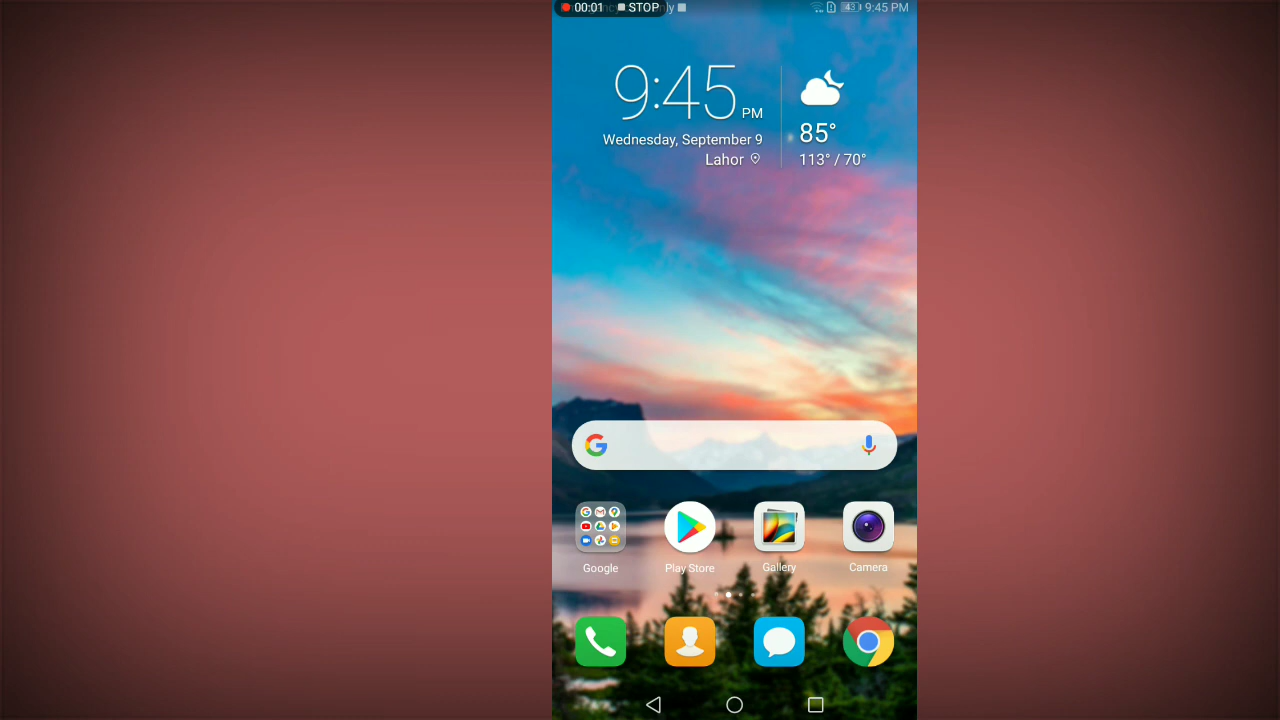 00:01 STOP
43 9:45 PM
9:45 PM
Wednesday, September 9
Lahor
85°
113° / 70°
Google
Play Store
Gallery
Camera